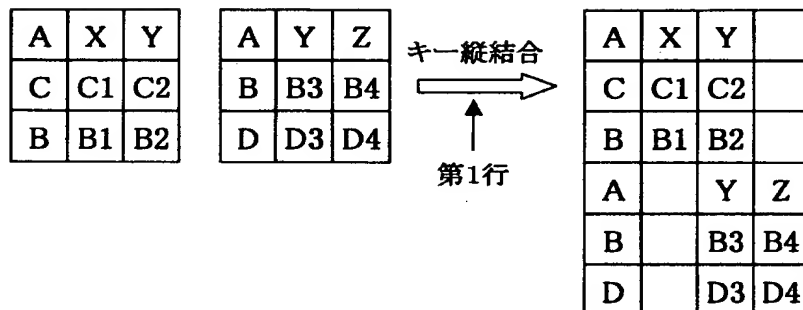 A X Y
C C1 C2
B B1 B2
A Y Z
B B3 B4
D D3 D4
キー縦結合
第1行
A X Y
C C1 C2
B B1 B2
A Y Z
B B3 B4
D D3 D4